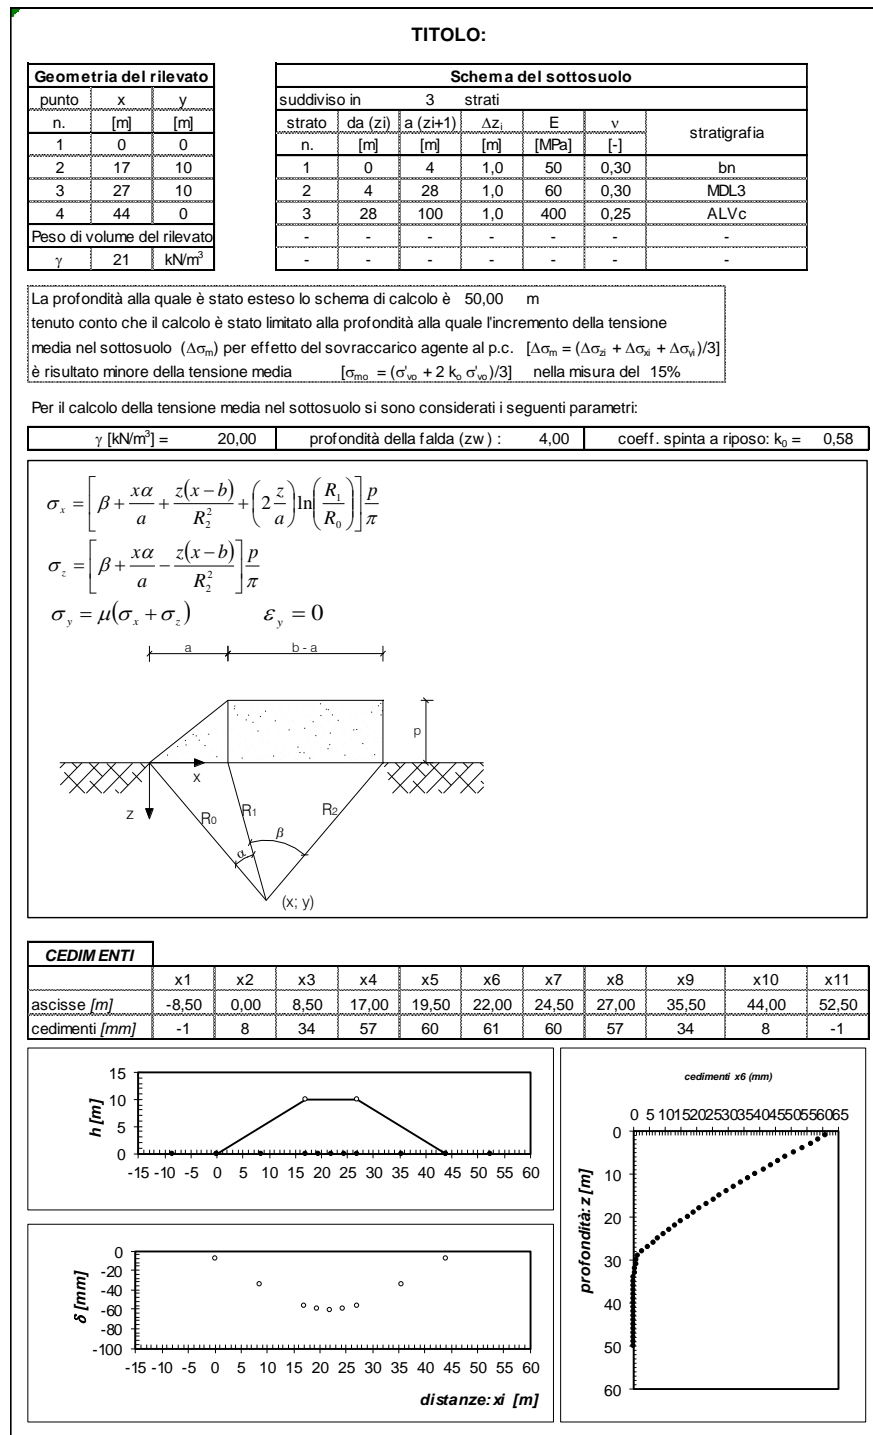 TITOLO:
Geometria del rilevato
punto x y
n. [m] [m]
1 0 0
2 17 10
3 27 10
4 44 0
Peso di volume del rilevato
γ 21 kN/m³
Schema del sottosuolo
suddiviso in 3 strati
strato da (zi) a (zi+1) Δzi E ν stratigrafia
n. [m] [m] [m] [MPa] [-]
1 0 4 1,0 50 0,30 bn
2 4 28 1,0 60 0,30 MDL3
3 28 100 1,0 400 0,25 ALVc
- - - - - - -
- - - - - - -
La profondità alla quale è stato esteso lo schema di calcolo è 50,00 m
tenuto conto che il calcolo è stato limitato alla profondità alla quale l'incremento della tensione
media nel sottosuolo (Δσm) per effetto del sovraccarico agente al p.c. [Δσm = (Δσzi + Δσxi + Δσyi)/3]
è risultato minore della tensione media [σmo = (σ'vo + 2 ko σ'vo)/3] nella misura del 15%
Per il calcolo della tensione media nel sottosuolo si sono considerati i seguenti parametri:
γ [kN/m³] = 20,00 profondità della falda (zw) : 4,00 coeff. spinta a riposo: k0 = 0,58
σx = [β + xα/a + z(x−b)/R2² + (2 z/a) ln(R1/R0)] p/π
σz = [β + xα/a − z(x−b)/R2²] p/π
σy = μ(σx + σz) εy = 0
a b - a
p
x
z R0 R1 R2
α β
(x; y)
CEDIMENTI
x1 x2 x3 x4 x5 x6 x7 x8 x9 x10 x11
ascisse [m] -8,50 0,00 8,50 17,00 19,50 22,00 24,50 27,00 35,50 44,00 52,50
cedimenti [mm] -1 8 34 57 60 61 60 57 34 8 -1
h [m]
15
10
5
0
-15 -10 -5 0 5 10 15 20 25 30 35 40 45 50 55 60
δ [mm]
0
-20
-40
-60
-80
-100
-15 -10 -5 0 5 10 15 20 25 30 35 40 45 50 55 60
distanze: xi [m]
cedimenti x6 (mm)
0 5 10 15 20 25 30 35 40 45 50 55 60 65
profondità: z [m]
0
10
20
30
40
50
60